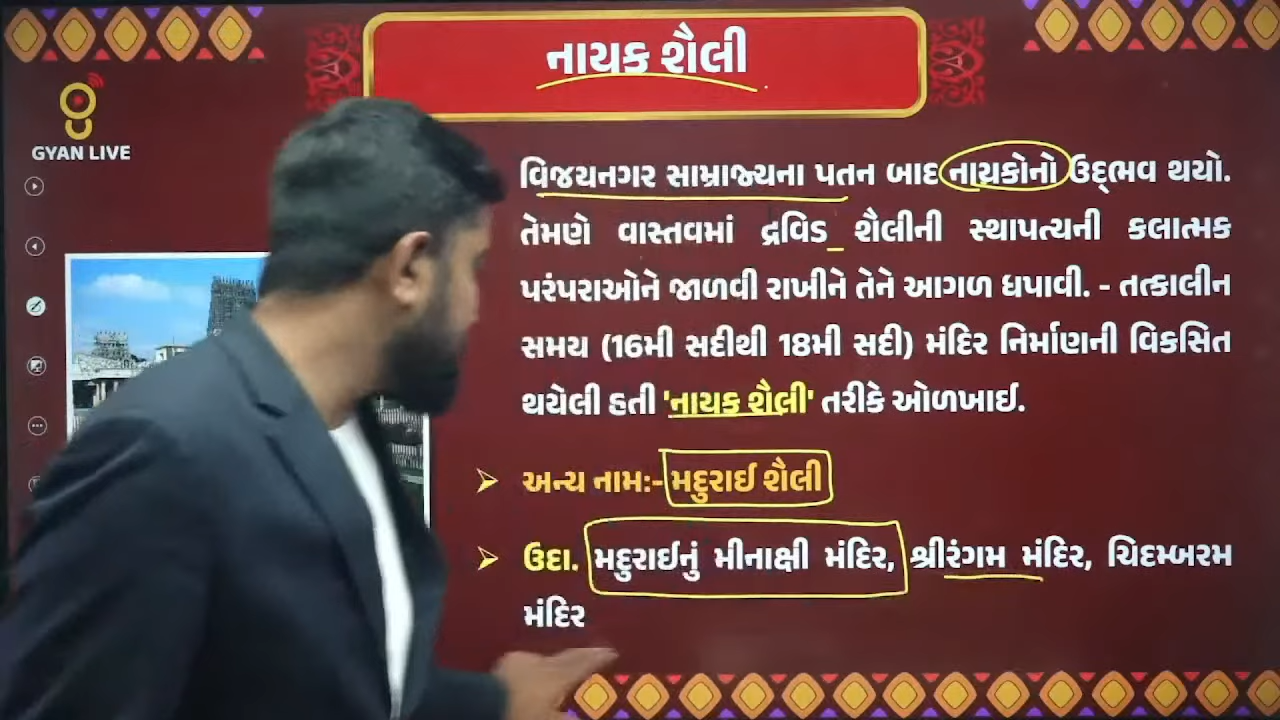 નાયક શૈલી
GYAN LIVE
વિજયનગર સામ્રાજ્યના પતન બાદ નાયકોનો ઉદ્ભવ થયો.
તેમણે વાસ્તવમાં દ્રવિડ શૈલીની સ્થાપત્યની કલાત્મક
પરંપરાઓને જાળવી રાખીને તેને આગળ ધપાવી. - તત્કાલીન
સમય (16મી સદીથી 18મી સદી) મંદિર નિર્માણની વિકસિત
થયેલી હતી 'નાયક શૈલી' તરીકે ઓળખાઈ.
➢ અન્ય નામઃ- મદુરાઈ શૈલી
➢ ઉદા. મદુરાઈનું મીનાક્ષી મંદિર, શ્રીરંગમ મંદિર, ચિદમ્બરમ
મંદિર